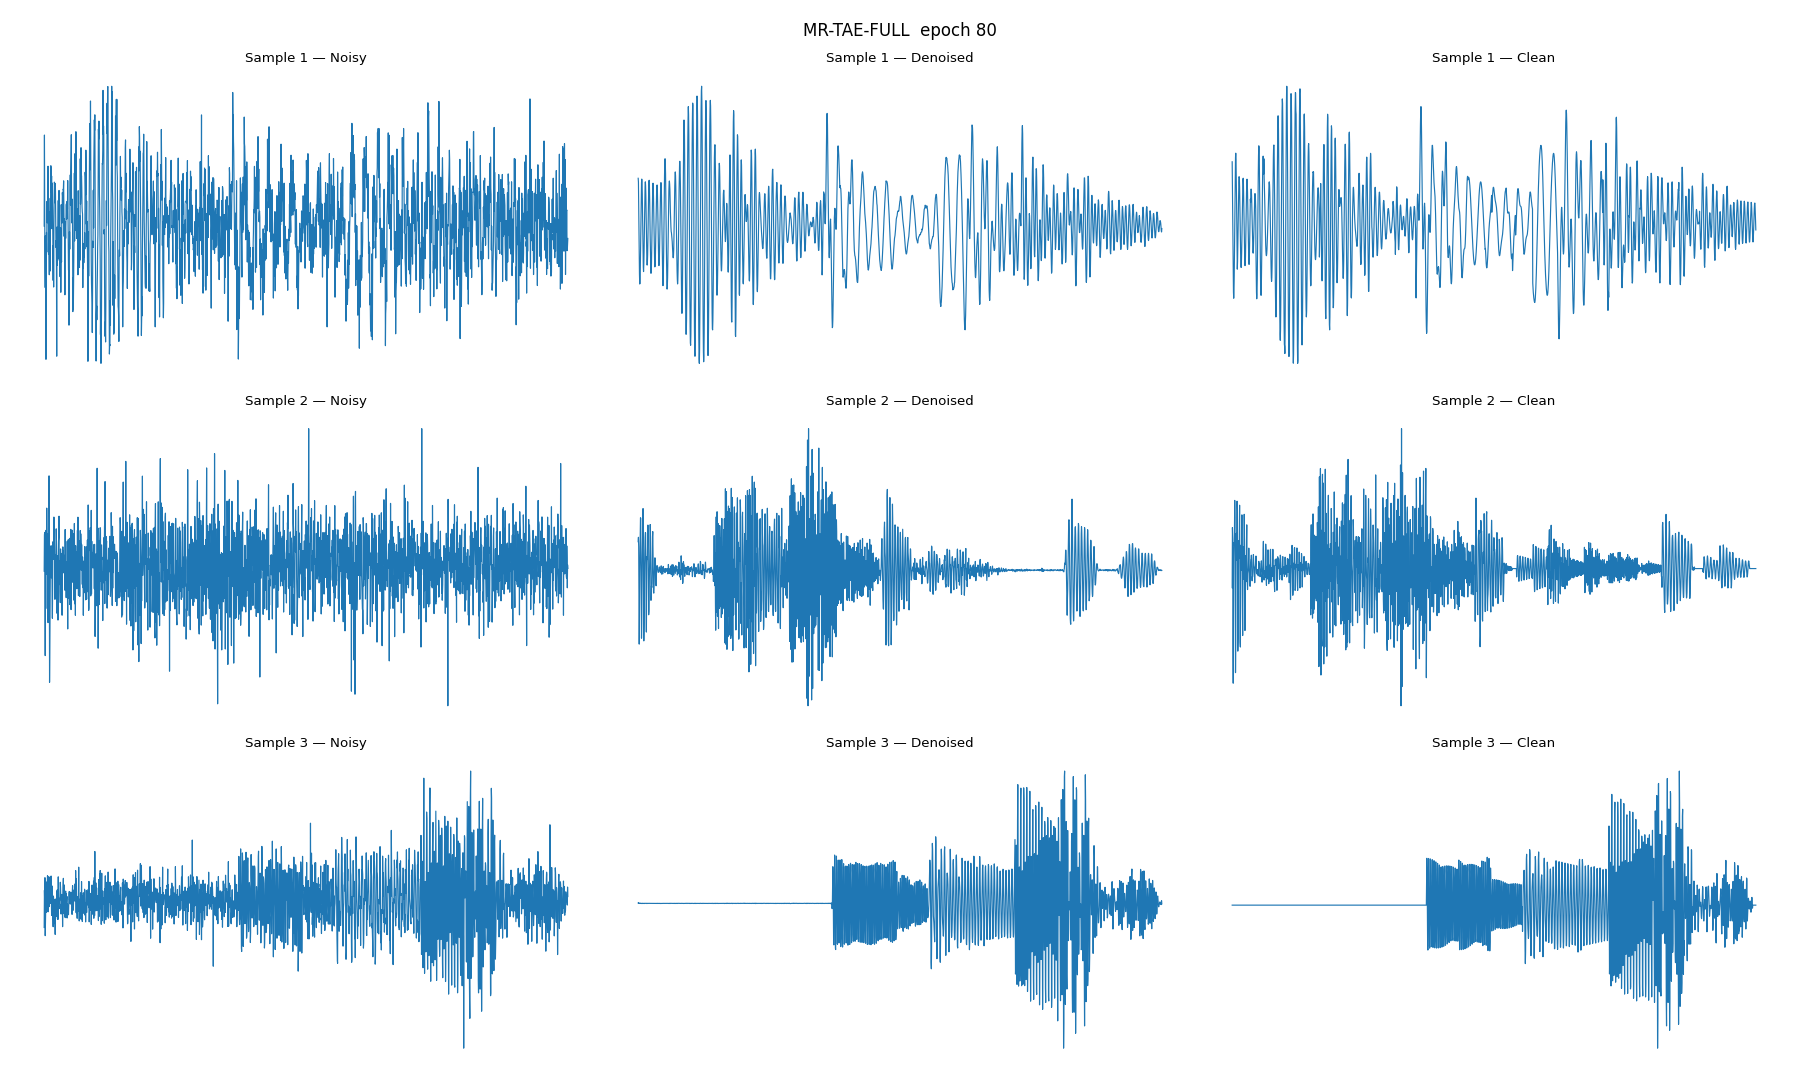 MR-TAE-FULL  epoch 80
Sample 1 — Noisy
Sample 1 — Denoised
Sample 1 — Clean
Sample 2 — Noisy
Sample 2 — Denoised
Sample 2 — Clean
Sample 3 — Noisy
Sample 3 — Denoised
Sample 3 — Clean